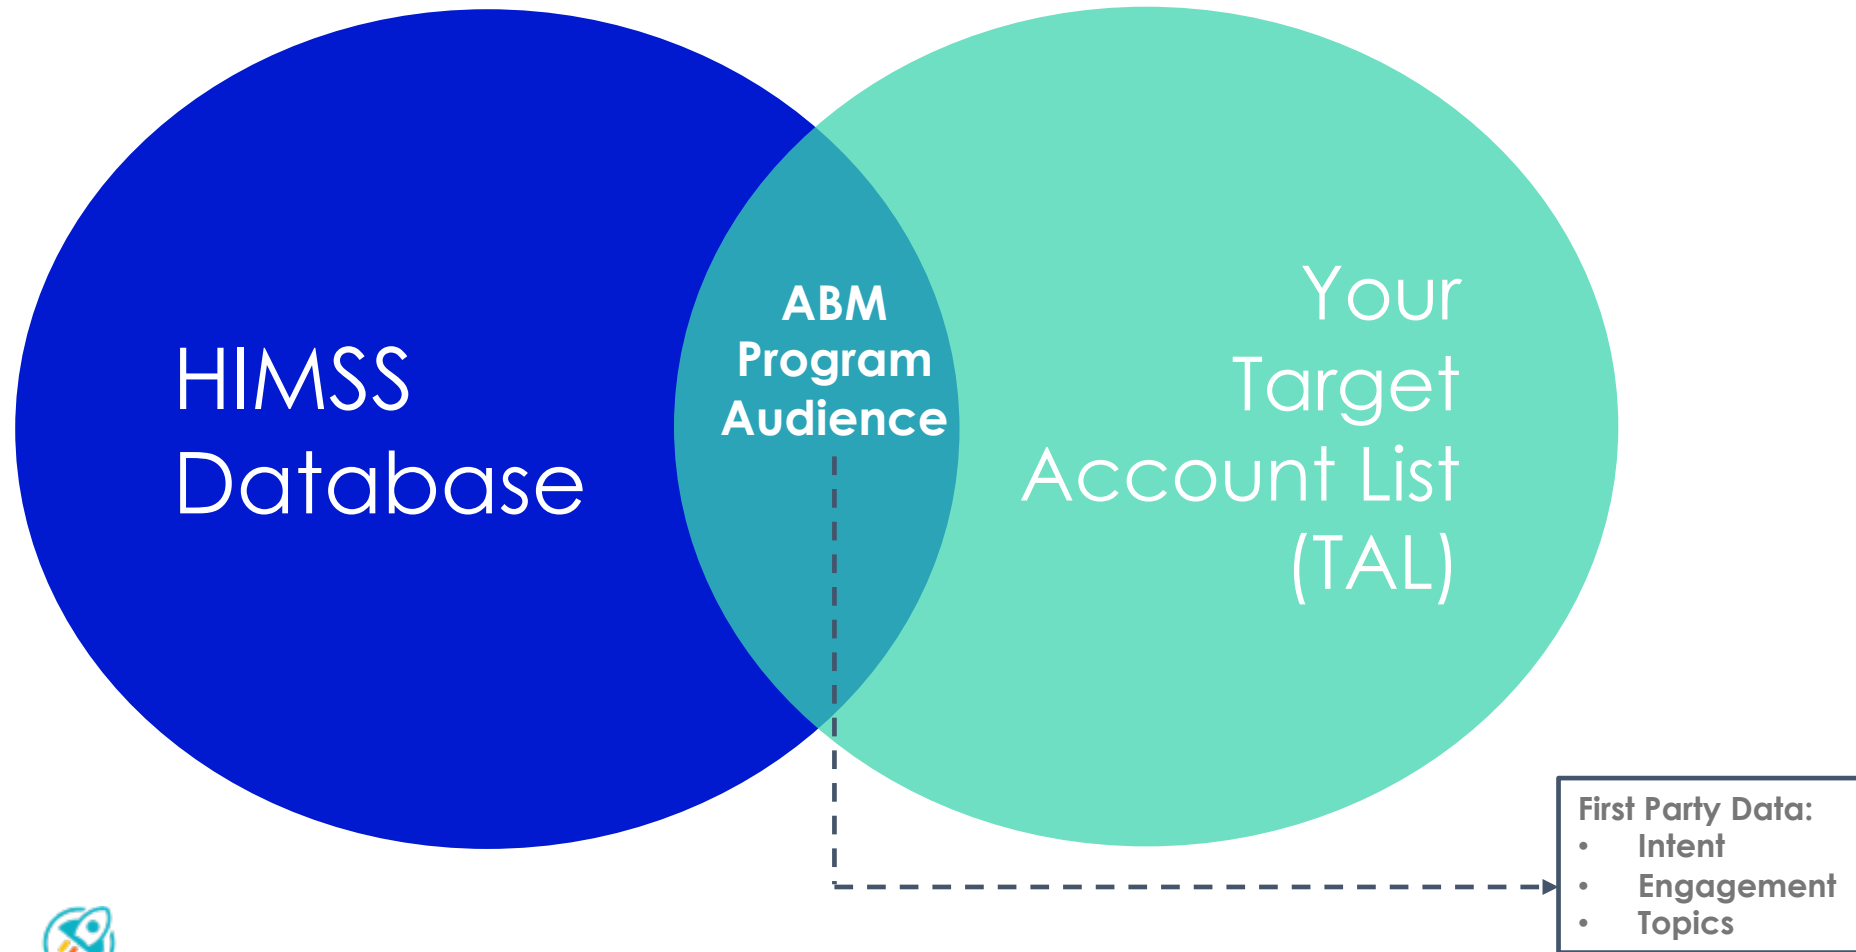 HIMSS
Database
ABM
Program
Audience
Your
Target
Account List
(TAL)
First Party Data:
• Intent
• Engagement
• Topics